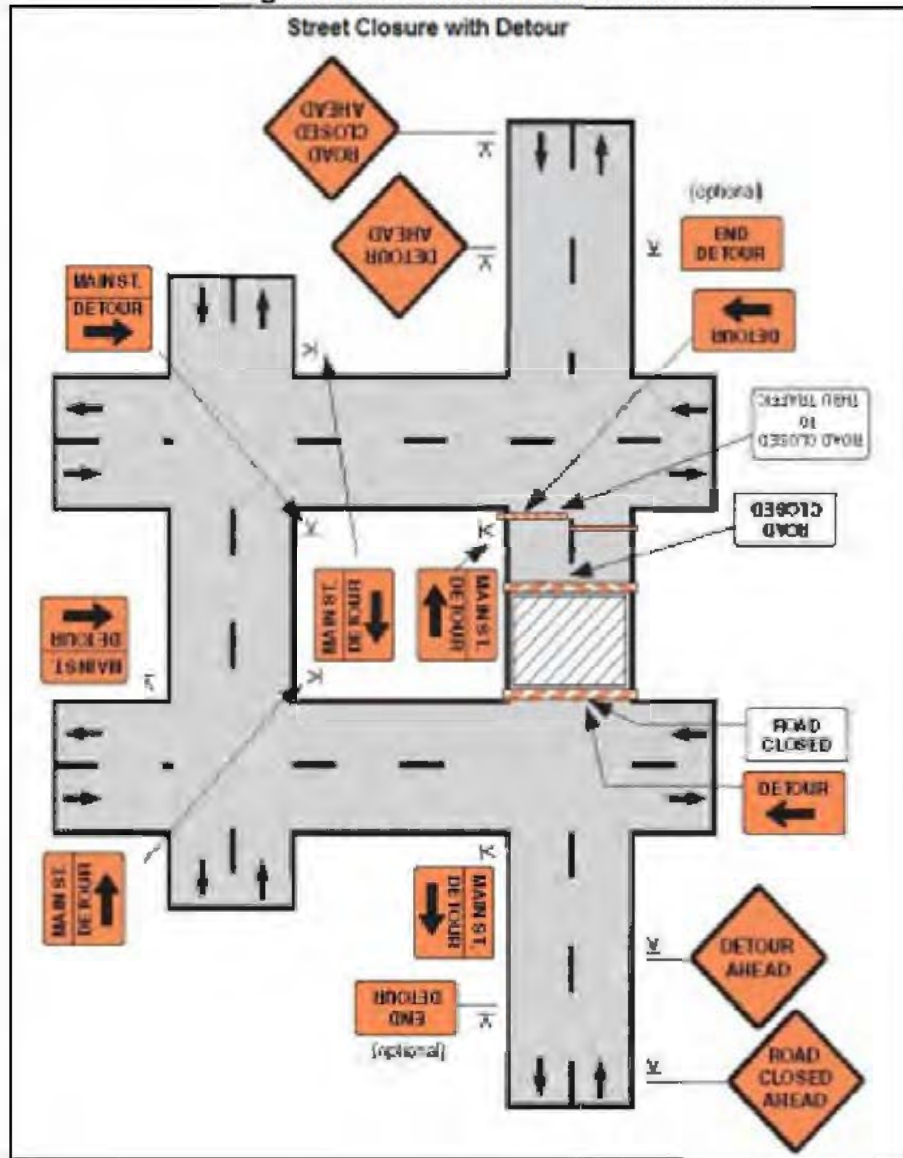 Street Closure with Detour
ROAD
CLOSED
AHEAD
DETOUR
AHEAD
(optional)
END
DETOUR
DETOUR
MAIN ST.
DETOUR
ROAD CLOSED
TO
THRU TRAFFIC
ROAD
CLOSED
MAIN ST.
DETOUR
MAIN ST.
DETOUR
MAIN ST.
DETOUR
ROAD
CLOSED
DETOUR
MAIN ST.
DETOUR
MAIN ST.
DETOUR
DETOUR
AHEAD
END
DETOUR
(optional)
ROAD
CLOSED
AHEAD